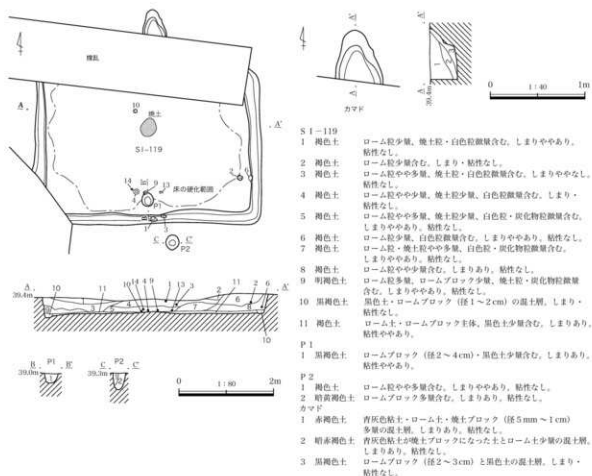 A'
A'
カマド
A
A
39.4m
1
2
3
0
1 : 40
1m
撹乱
A
A'
10
焼土
SI-119
14
9
13
2
6
床の硬化範囲
4
P1
1
3
C
C'
P2
A
39.4m
1
11
10 14 4 9
1 13 3
2
11
2
6
A'
10
B
P1
B'
39.0m
1
C
P2
C'
39.3m
0
1 : 80
2m
SI-119
1 褐色土 ローム粒少量、焼土粒・白色粒微量含む。しまりややあり。
粘性なし。
2 褐色土 ローム粒少量含む。しまり・粘性なし。
3 褐色土 ローム粒やや多量、焼土粒・白色粒微量含む。しまりややなし。
粘性なし。
4 褐色土 ローム粒やや少量、焼土粒少量、白色粒微量含む。しまり・
粘性なし。
5 褐色土 ローム粒やや多量、焼土粒少量、白色粒・炭化物粒微量含む。
しまりややあり。粘性なし。
6 褐色土 ローム粒少量、白色粒微量含む。しまりややあり。粘性なし。
7 褐色土 ローム・焼土粒やや多量、白色粒・炭化物粒微量含む。
しまりややあり。粘性なし。
8 褐色土 ローム粒やや少量含む。しまりあり。粘性なし。
9 明褐色土 ローム粒多量、ロームブロック少量、焼土粒・炭化物粒微量
含む。しまりややあり。粘性なし。
10 黒褐色土 黒色土・ロームブロック（径1～2cm）の混土層。しまり・
粘性なし。
11 褐色土 ローム土・ロームブロック主体、黒色土少量含む。しまりあり。
粘性ややあり。
P1
1 黒褐色土 ロームブロック（径2～4cm）・黒色土少量含む。しまりあり。
粘性ややあり。
P2
1 褐色土 ローム粒やや多量含む。しまりややあり。粘性なし。
2 暗黄褐色土 ロームブロック多量含む。しまりあり。粘性なし。
カマド
1 赤褐色土 青灰色粘土・ローム土・焼土ブロック（径5mm～1cm）
多量の混土層。しまりあり。粘性なし。
2 暗赤褐色土 青灰色粘土が焼土ブロックになった土とローム土少量の混土層。
しまりあり。粘性なし。
3 黒褐色土 ロームブロック（径2～3cm）と黒色土の混土層。しまり・
粘性なし。